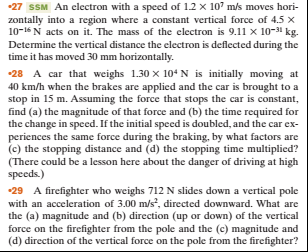 •27 SSM An electron with a speed of 1.2 × 10⁷ m/s moves hori-
zontally into a region where a constant vertical force of 4.5 ×
10⁻¹⁶ N acts on it. The mass of the electron is 9.11 × 10⁻³¹ kg.
Determine the vertical distance the electron is deflected during the
time it has moved 30 mm horizontally.
•28 A car that weighs 1.30 × 10⁴ N is initially moving at
40 km/h when the brakes are applied and the car is brought to a
stop in 15 m. Assuming the force that stops the car is constant,
find (a) the magnitude of that force and (b) the time required for
the change in speed. If the initial speed is doubled, and the car ex-
periences the same force during the braking, by what factors are
(c) the stopping distance and (d) the stopping time multiplied?
(There could be a lesson here about the danger of driving at high
speeds.)
•29 A firefighter who weighs 712 N slides down a vertical pole
with an acceleration of 3.00 m/s², directed downward. What are
the (a) magnitude and (b) direction (up or down) of the vertical
force on the firefighter from the pole and the (c) magnitude and
(d) direction of the vertical force on the pole from the firefighter?